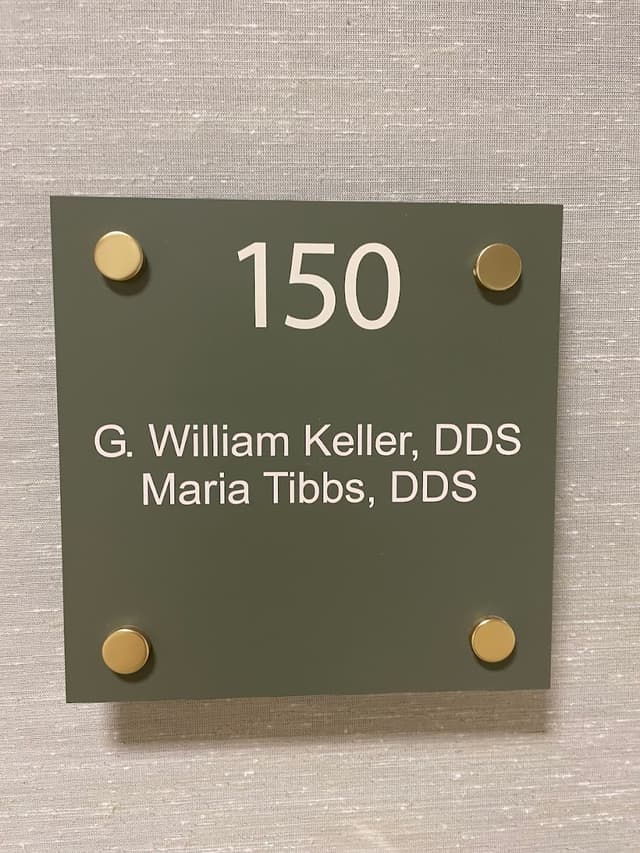 150
G. William Keller, DDS
Maria Tibbs, DDS